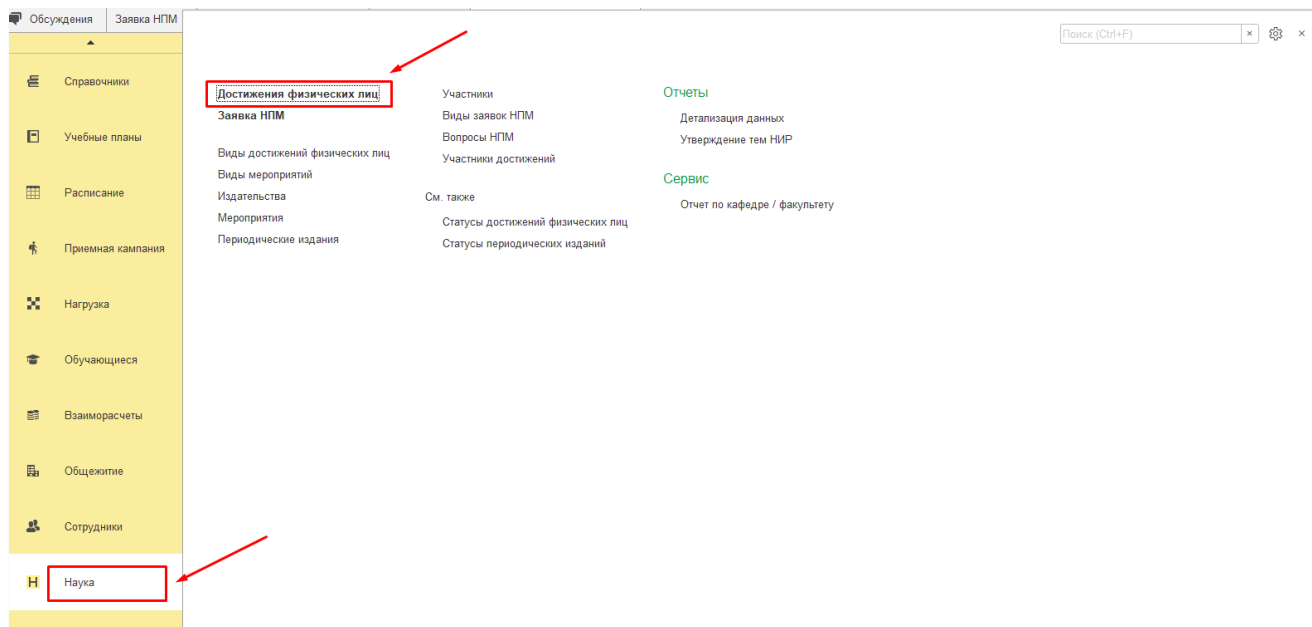 Обсуждения
Заявка НПМ
Поиск (Ctrl+F)
Справочники
Учебные планы
Расписание
Приемная кампания
Нагрузка
Обучающиеся
Взаиморасчеты
Общежитие
Сотрудники
Н Наука
Достижения физических лиц
Заявка НПМ
Виды достижений физических лиц
Виды мероприятий
Издательства
Мероприятия
Периодические издания
Участники
Виды заявок НПМ
Вопросы НПМ
Участники достижений
См. также
Статусы достижений физических лиц
Статусы периодических изданий
Отчеты
Детализация данных
Утверждение тем НИР
Сервис
Отчет по кафедре / факультету